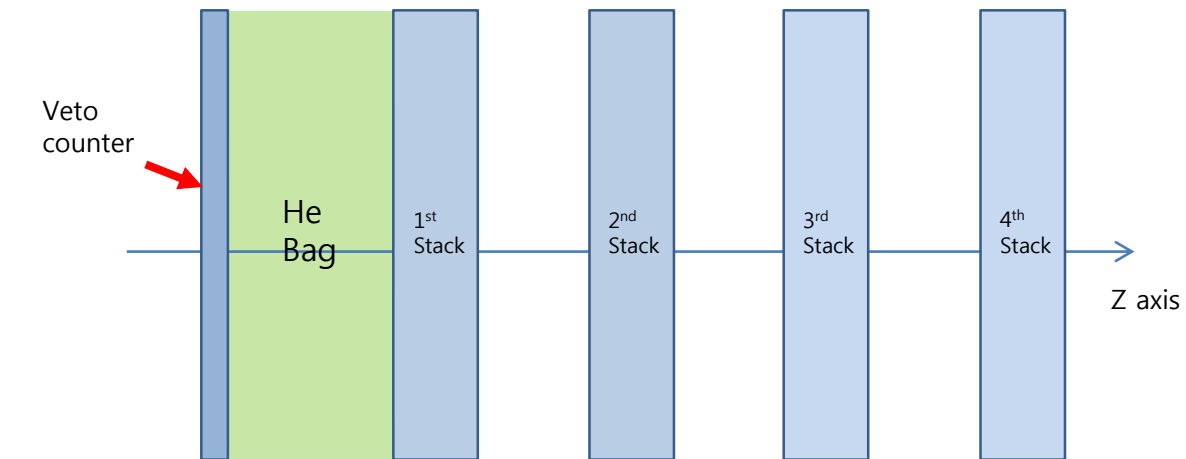 Veto
counter
He
Bag
1st
Stack
2nd
Stack
3rd
Stack
4th
Stack
Z axis